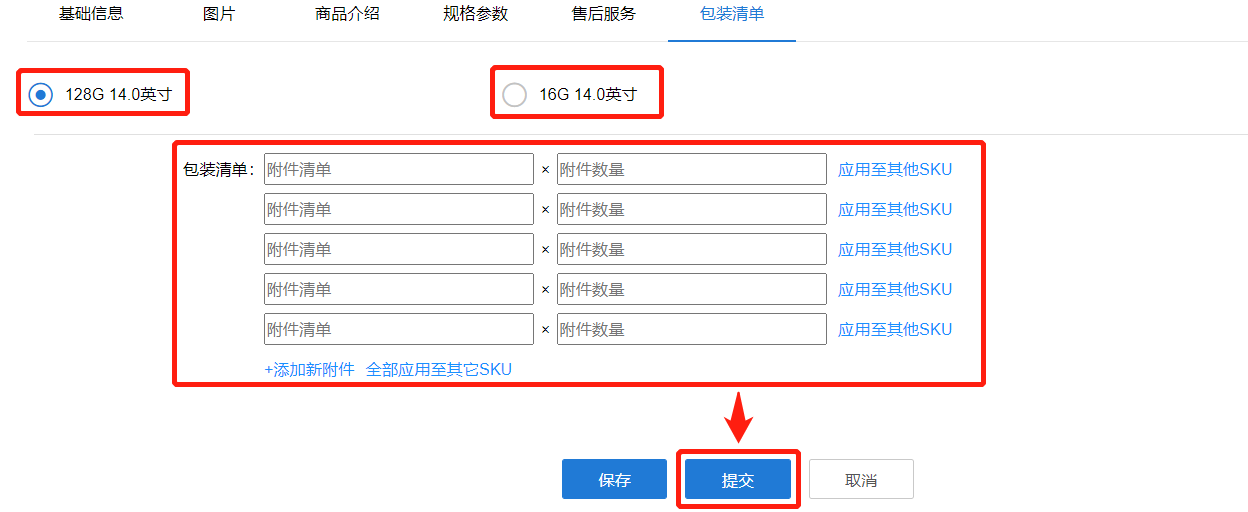 基础信息 图片 商品介绍 规格参数 售后服务 包装清单
128G 14.0英寸 16G 14.0英寸
包装清单： 附件清单 × 附件数量 应用至其他SKU
附件清单 × 附件数量 应用至其他SKU
附件清单 × 附件数量 应用至其他SKU
附件清单 × 附件数量 应用至其他SKU
附件清单 × 附件数量 应用至其他SKU
+添加新附件 全部应用至其它SKU
保存 提交 取消